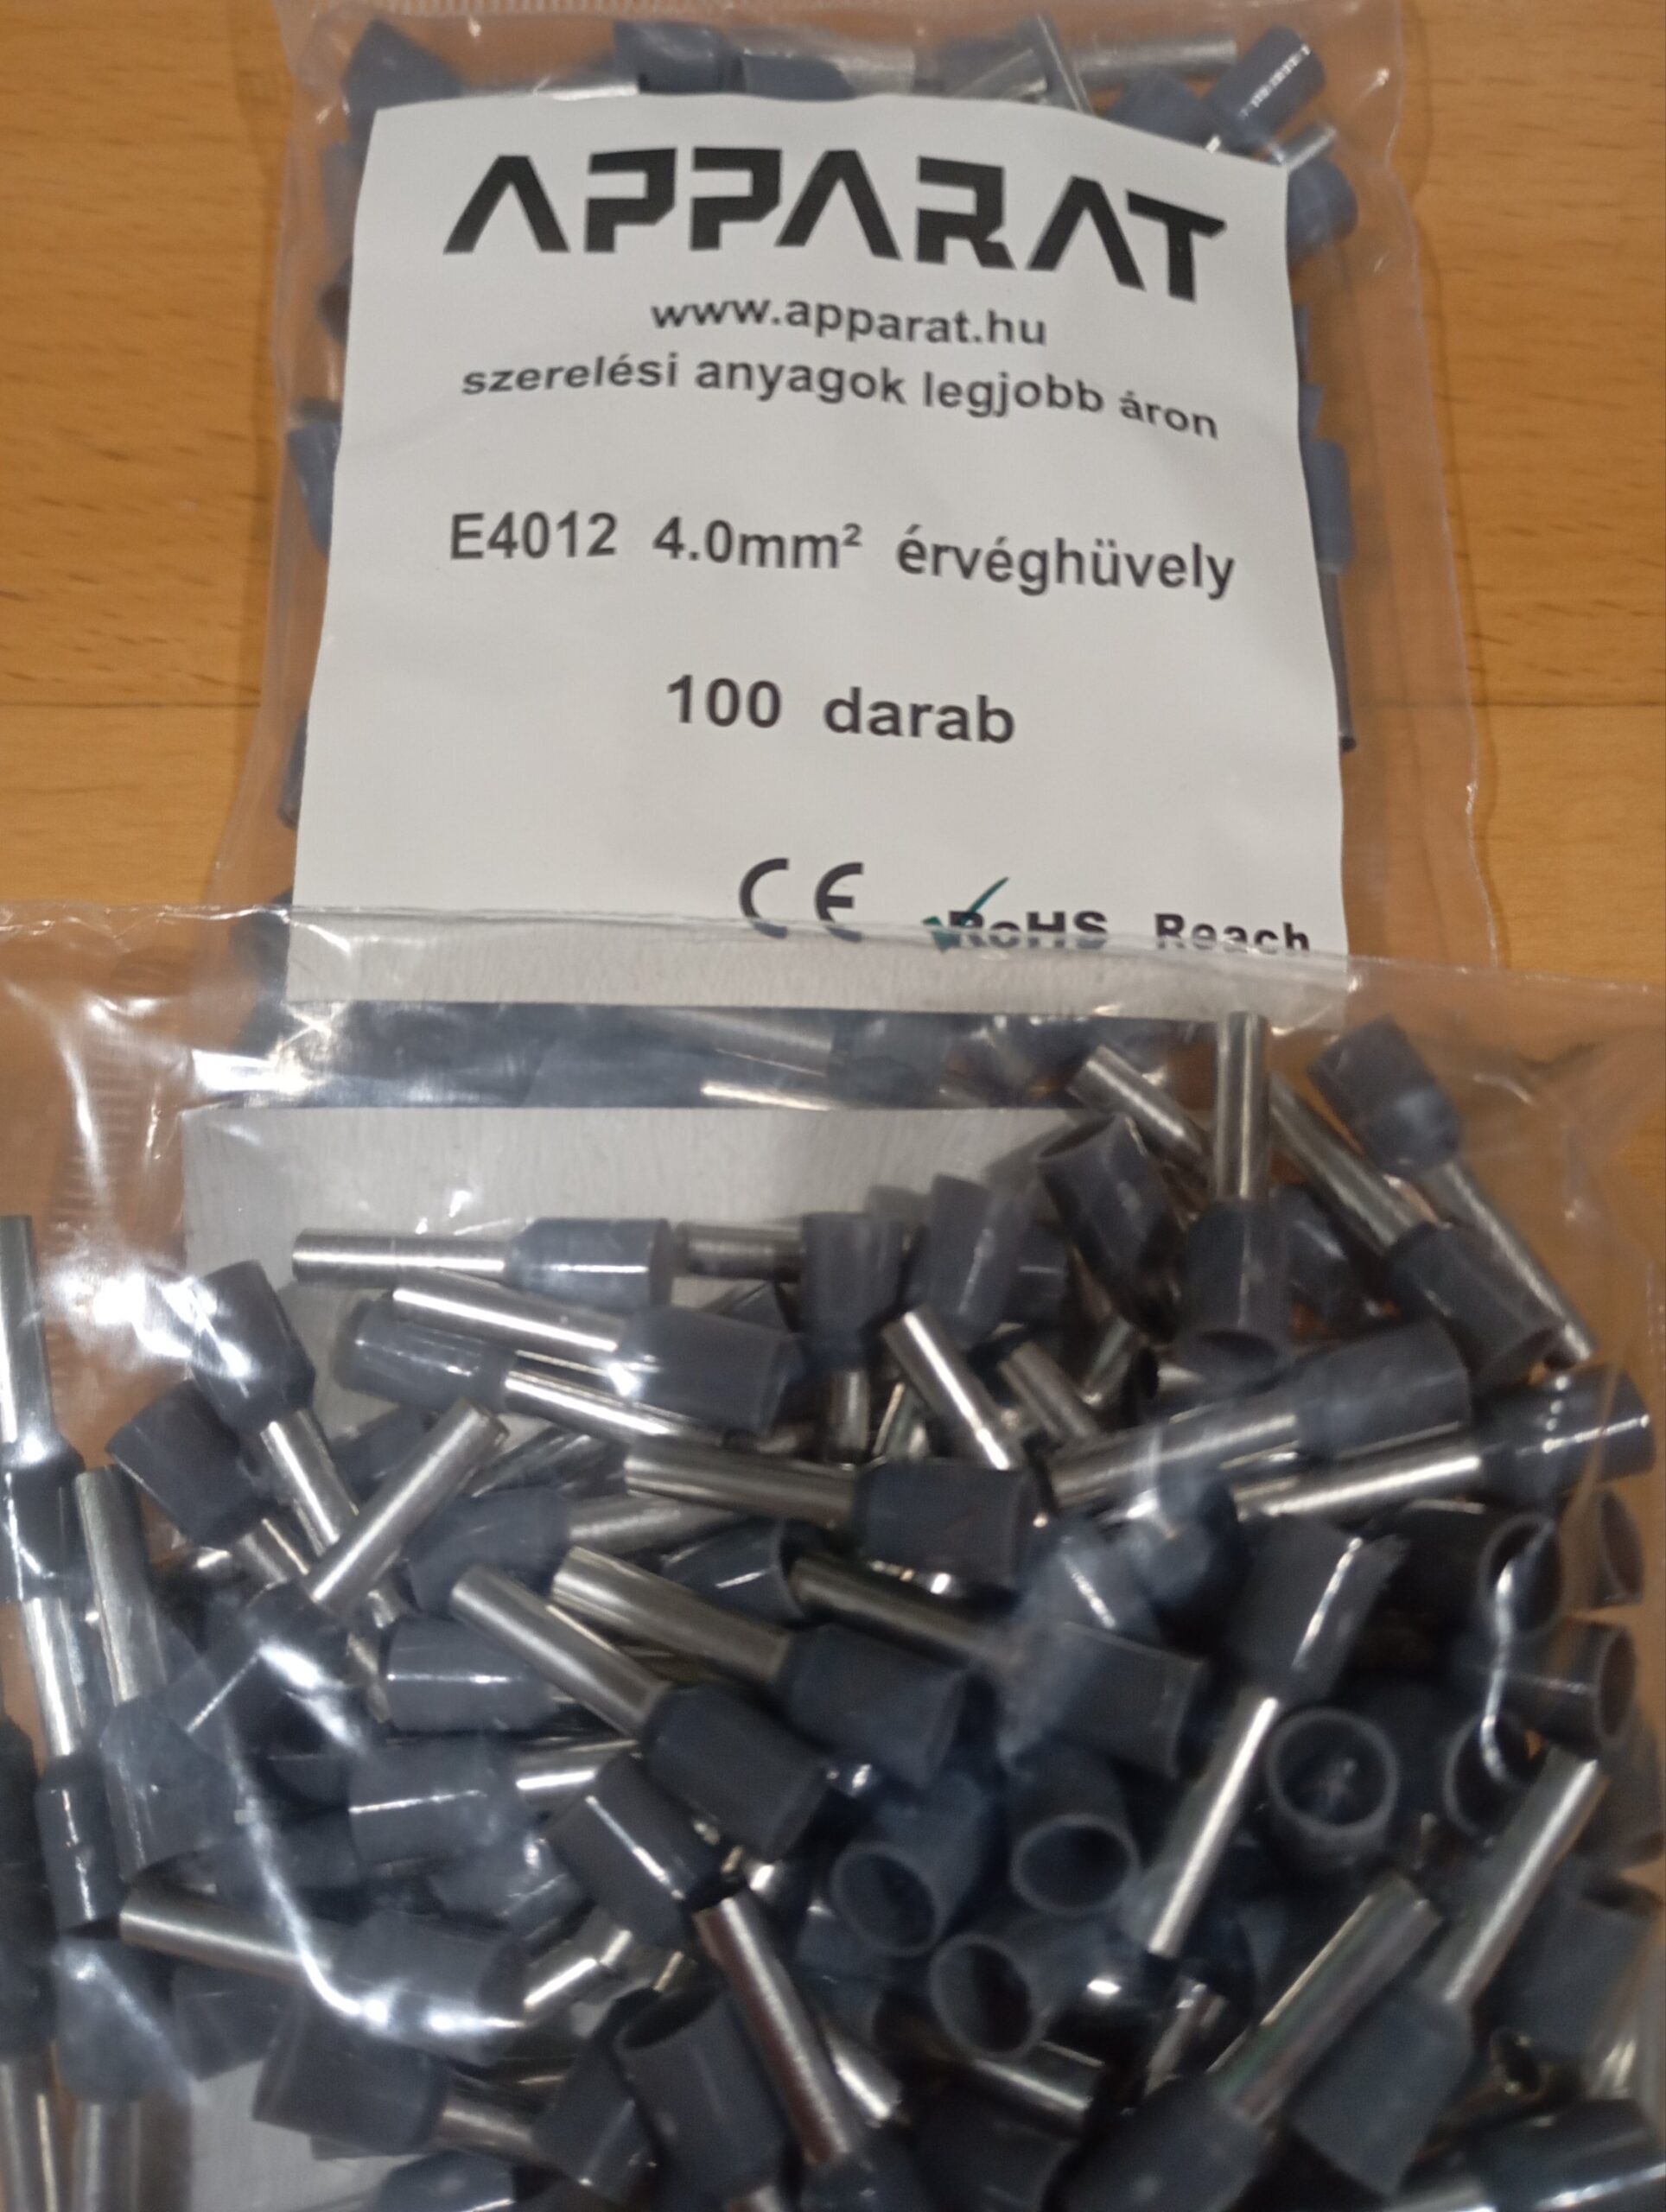 APPARAT
www.apparat.hu
szerelési anyagok legjobb áron
E4012 4.0mm² érvéghüvely
100 darab
CE RoHS Reach